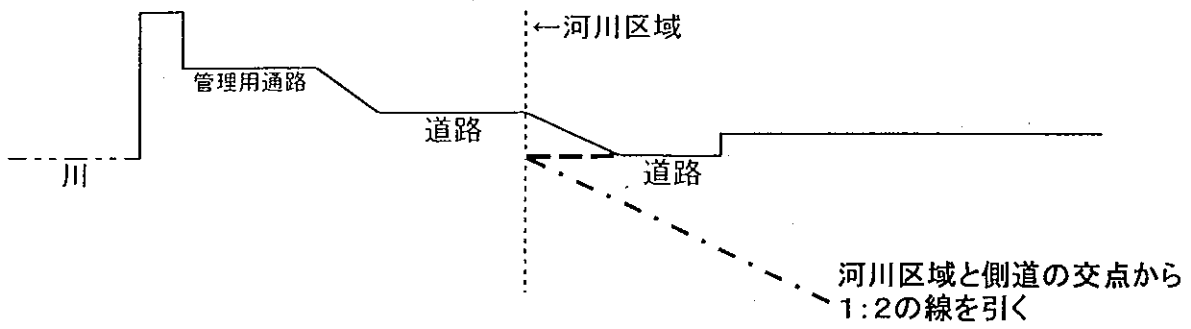 ←河川区域
管理用通路
道路
川
道路
河川区域と側道の交点から
1:2の線を引く